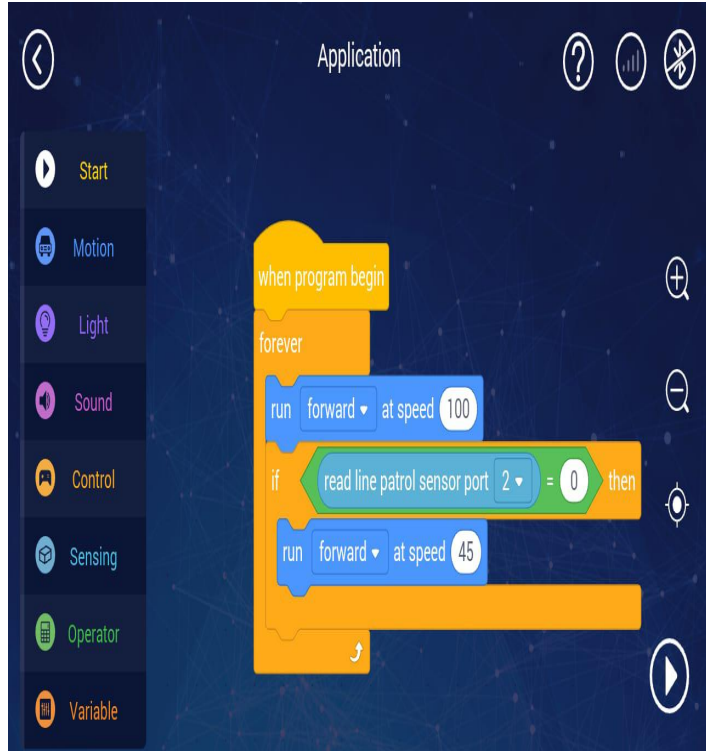 Application
Start
Motion
Light
Sound
Control
Sensing
Operator
Variable
when program begin
forever
run forward at speed 100
if read line patrol sensor port 2 = 0 then
run forward at speed 45